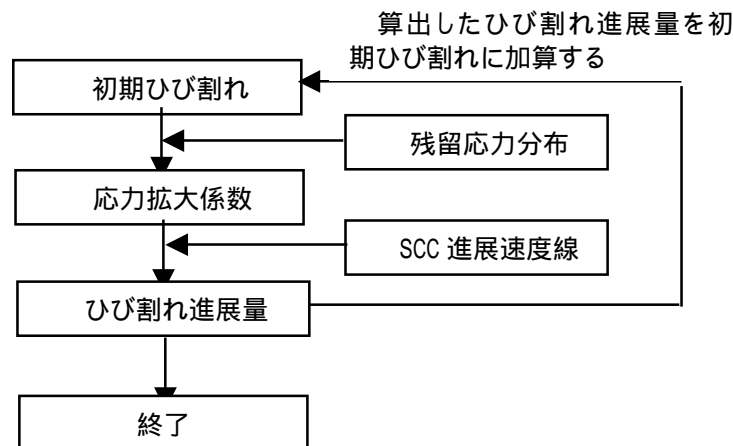 算出したひび割れ進展量を初
期ひび割れに加算する
初期ひび割れ
残留応力分布
応力拡大係数
SCC 進展速度線
ひび割れ進展量
終了